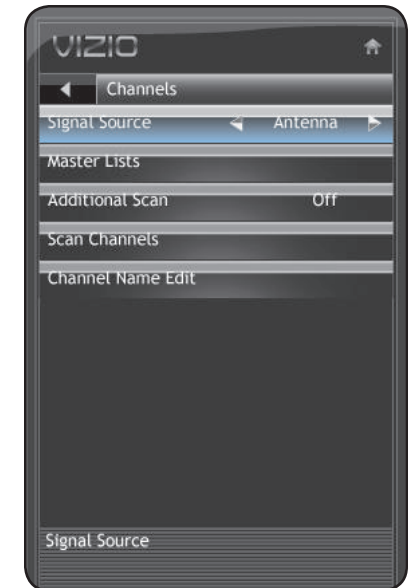 VIZIO
Channels
Signal Source Antenna
Master Lists
Additional Scan Off
Scan Channels
Channel Name Edit
Signal Source